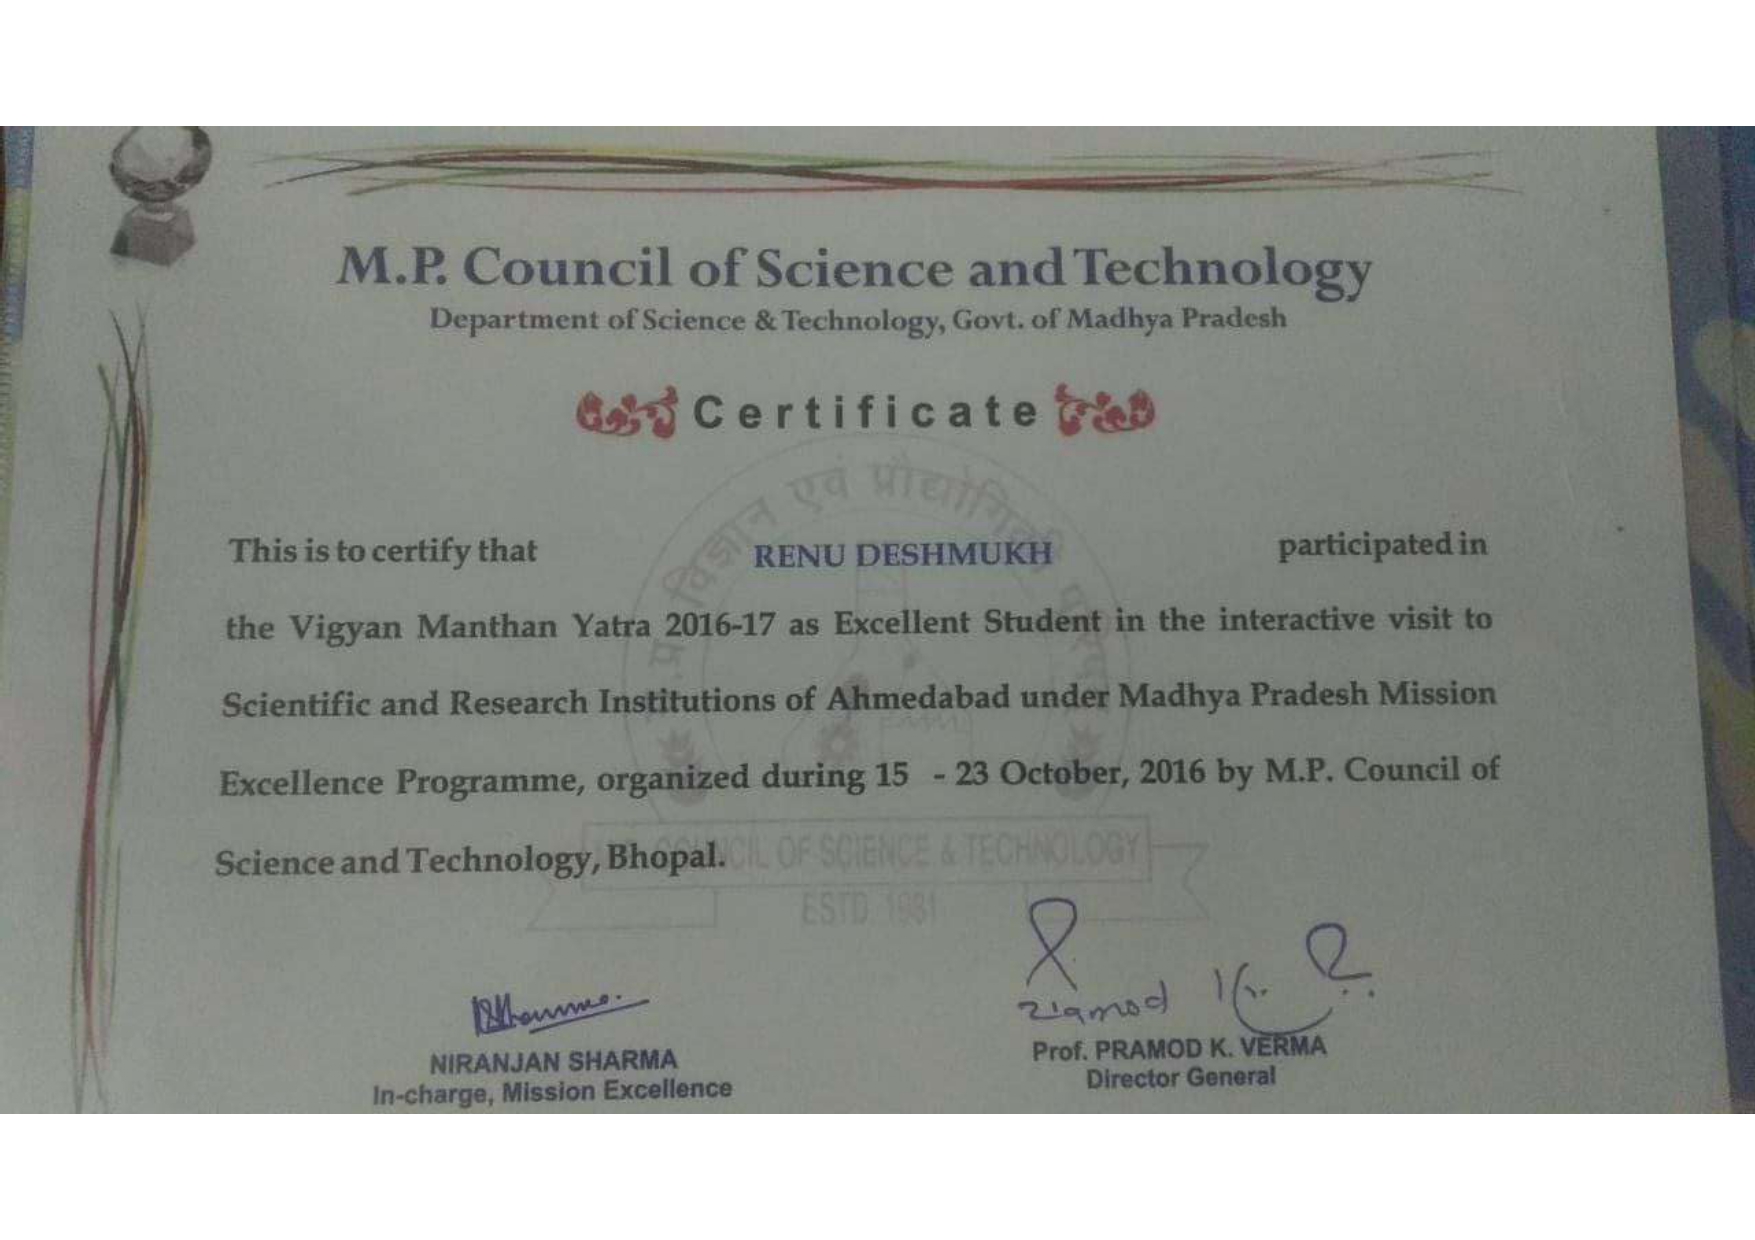 M.P. Council of Science and Technology
Department of Science & Technology, Govt. of Madhya Pradesh
Certificate
This is to certify that RENU DESHMUKH participated in
the Vigyan Manthan Yatra 2016-17 as Excellent Student in the interactive visit to
Scientific and Research Institutions of Ahmedabad under Madhya Pradesh Mission
Excellence Programme, organized during 15 - 23 October, 2016 by M.P. Council of
Science and Technology, Bhopal.
विज्ञान एवं प्रौद्योगिकी परिषद
COUNCIL OF SCIENCE & TECHNOLOGY
ESTD. 1981
NIRANJAN SHARMA
In-charge, Mission Excellence
Prof. PRAMOD K. VERMA
Director General